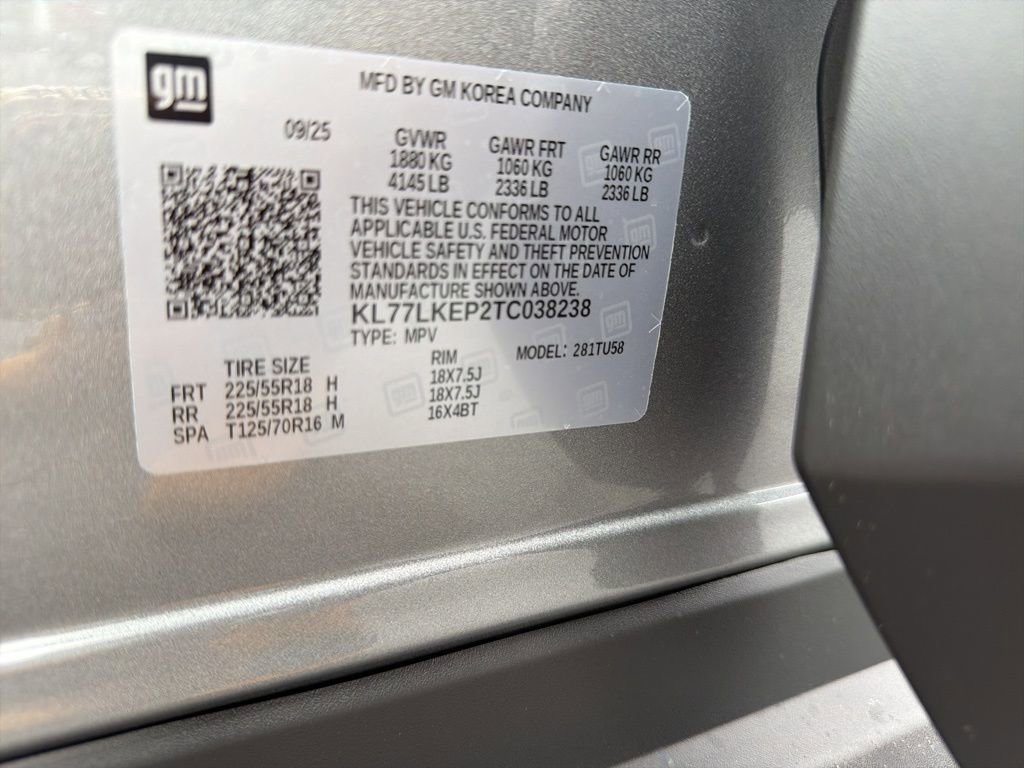 gm
MFD BY GM KOREA COMPANY
09/25
GVWR GAWR FRT GAWR RR
1880 KG 1060 KG 1060 KG
4145 LB 2336 LB 2336 LB
THIS VEHICLE CONFORMS TO ALL
APPLICABLE U.S. FEDERAL MOTOR
VEHICLE SAFETY AND THEFT PREVENTION
STANDARDS IN EFFECT ON THE DATE OF
MANUFACTURE SHOWN ABOVE.
KL77LKEP2TC038238
TYPE: MPV MODEL: 281TU58
TIRE SIZE RIM
FRT 225/55R18 H 18X7.5J
RR 225/55R18 H 18X7.5J
SPA T125/70R16 M 16X4BT